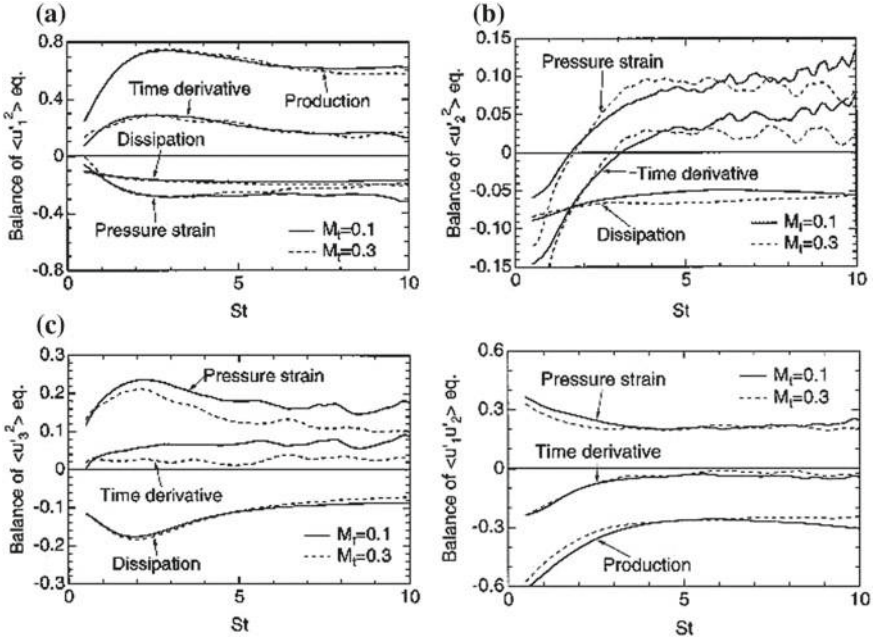 (a)
Balance of <u'₁²> eq.
0.8
0.4
0
-0.4
-0.8
Time derivative
Production
Dissipation
Pressure strain
Mₜ=0.1
Mₜ=0.3
0 5 10
St
(b)
Balance of <u'₂²> eq.
0.15
0.10
0.05
0.00
-0.05
-0.10
-0.15
Pressure strain
Time derivative
Dissipation
Mₜ=0.1
Mₜ=0.3
0 5 10
St
(c)
Balance of <u'₃²> eq.
0.3
0.2
0.1
0
-0.1
-0.2
-0.3
Pressure strain
Time derivative
Dissipation
Mₜ=0.1
Mₜ=0.3
0 5 10
St
Balance of <u'₁u'₂> eq.
0.6
0.3
0
-0.3
-0.6
Pressure strain
Mₜ=0.1
Mₜ=0.3
Time derivative
Production
0 5 10
St